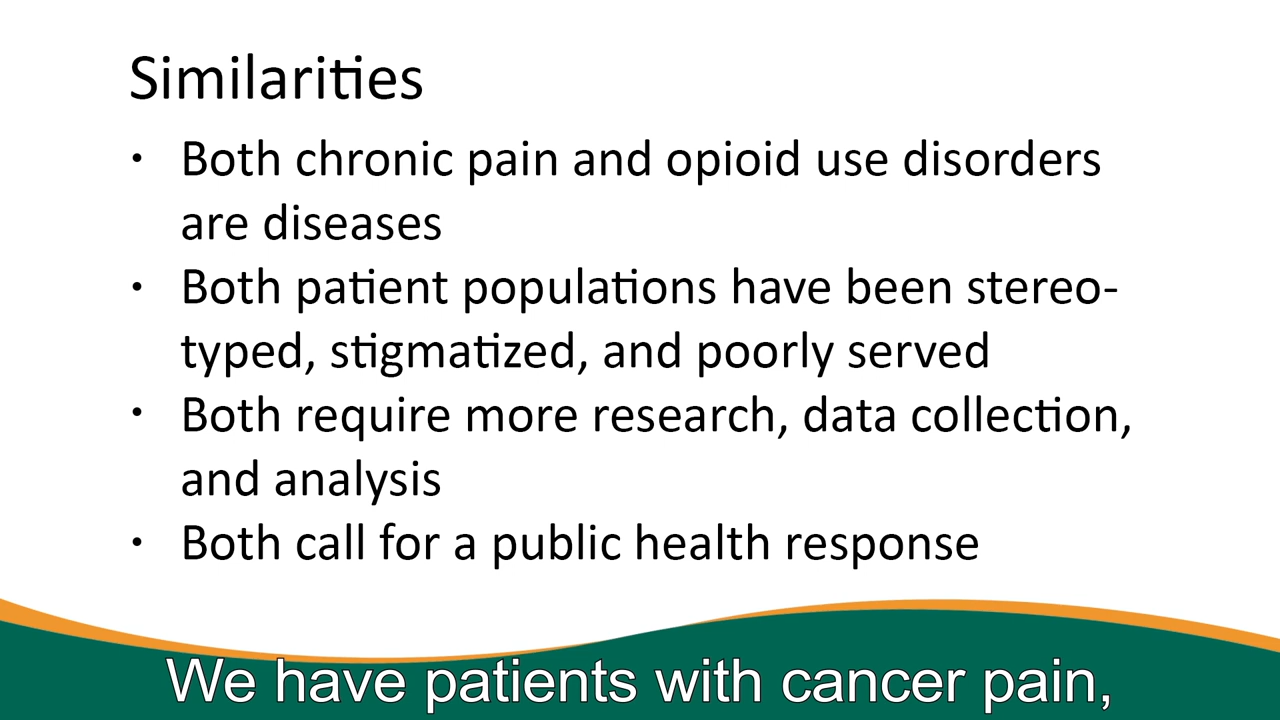 Similarities
• Both chronic pain and opioid use disorders
are diseases
• Both patient populations have been stereo-
typed, stigmatized, and poorly served
• Both require more research, data collection,
and analysis
• Both call for a public health response
We have patients with cancer pain,